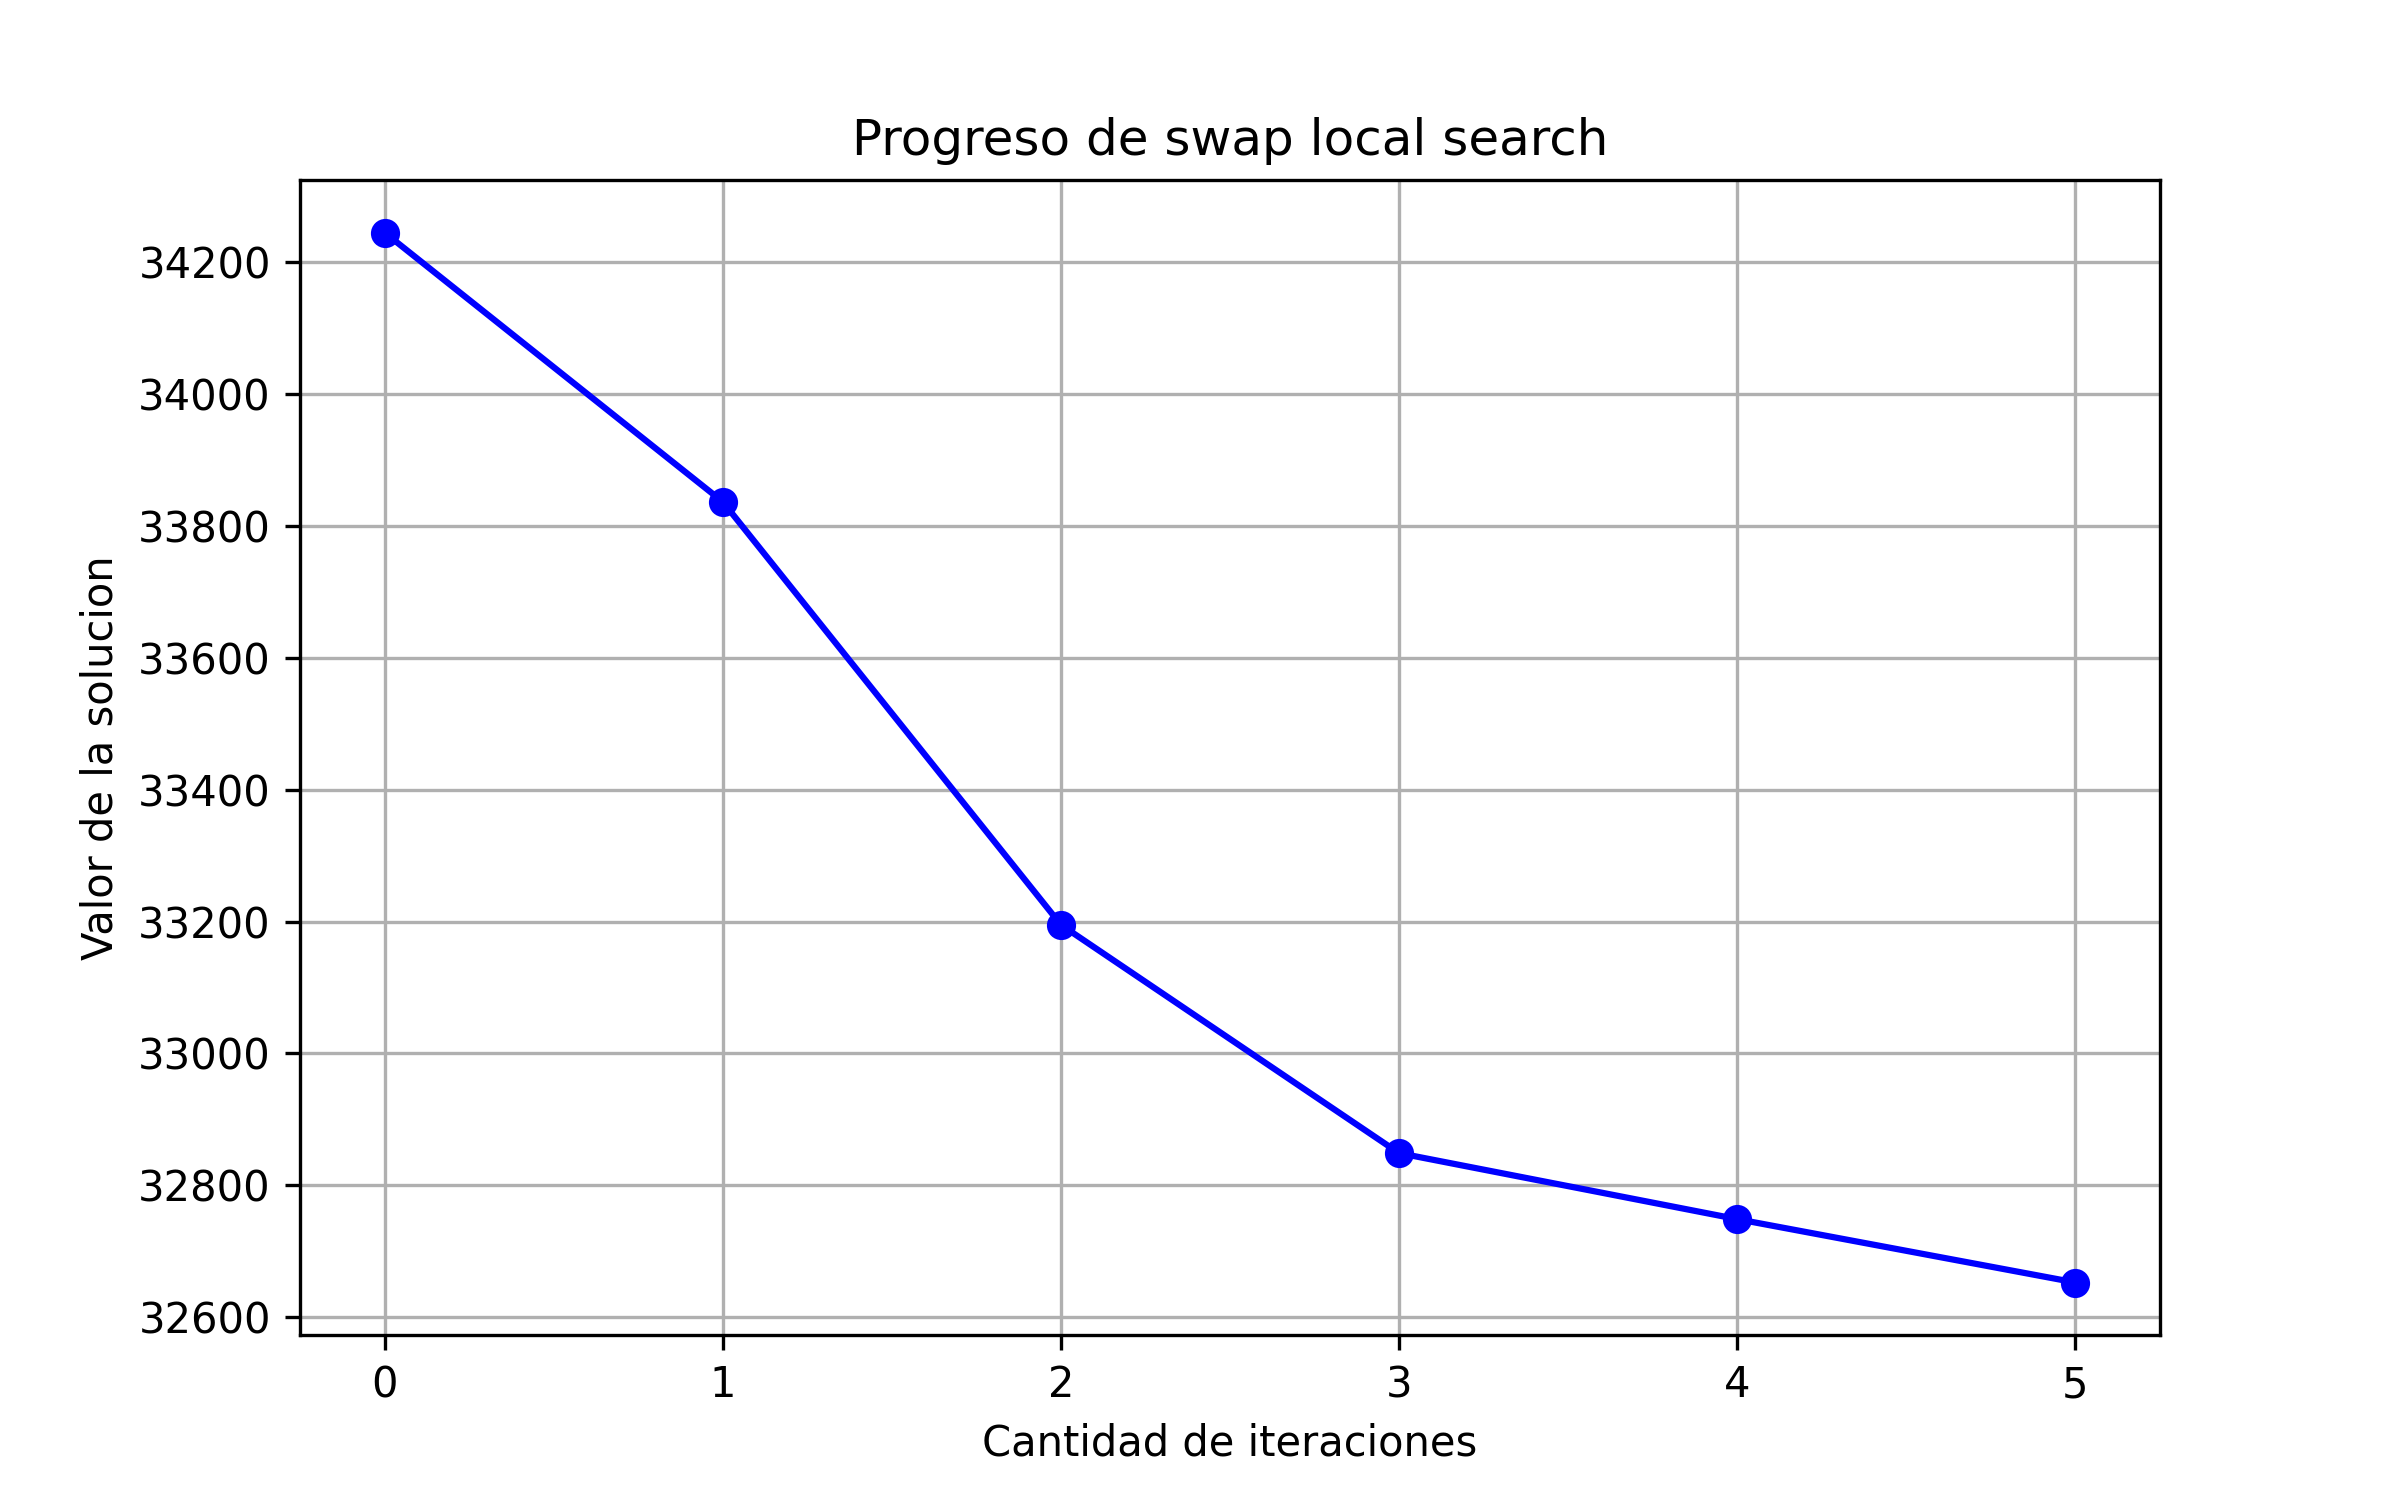 Progreso de swap local search
Valor de la solucion
34200
34000
33800
33600
33400
33200
33000
32800
32600
0 1 2 3 4 5
Cantidad de iteraciones